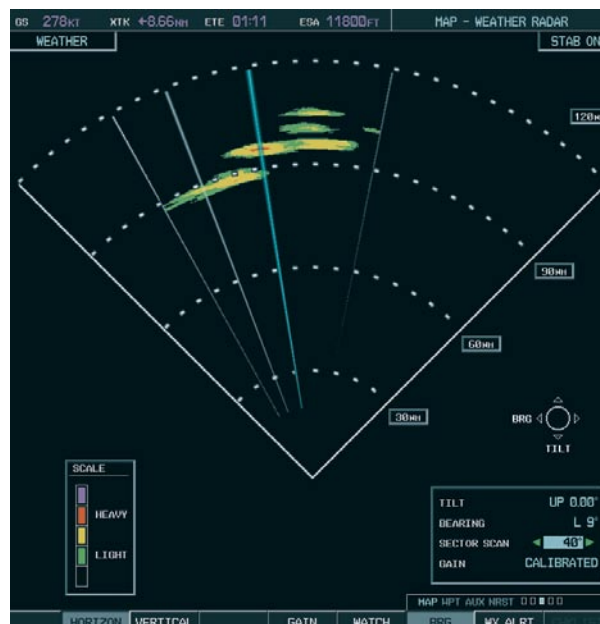 GS 278KT XTK +8.66NM ETE 01:11 ESA 11800FT MAP - WEATHER RADAR
WEATHER STAB ON
120
90NM
60NM
30NM
BRG
TILT
SCALE
HEAVY
LIGHT
TILT UP 0.00°
BEARING L 9°
SECTOR SCAN 40°
GAIN CALIBRATED
MAP WPT AUX NRST
HORIZON VERTICAL GAIN WATCH BRG WX ALRT